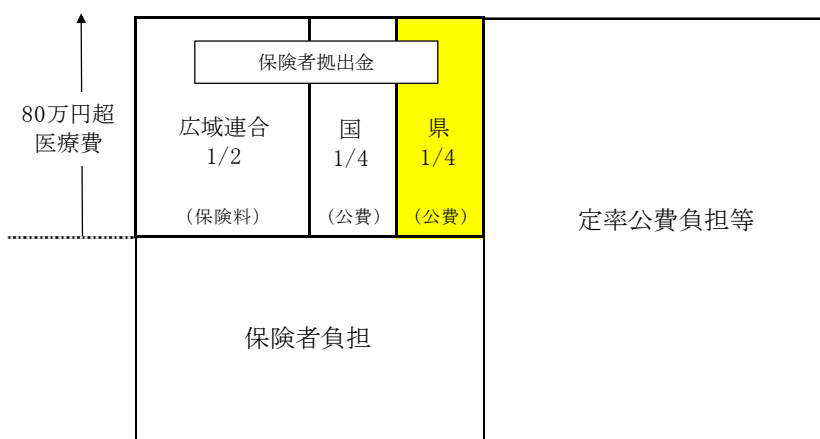 保険者拠出金
80万円超
医療費
広域連合
1/2
（保険料）
国
1/4
（公費）
県
1/4
（公費）
定率公費負担等
保険者負担